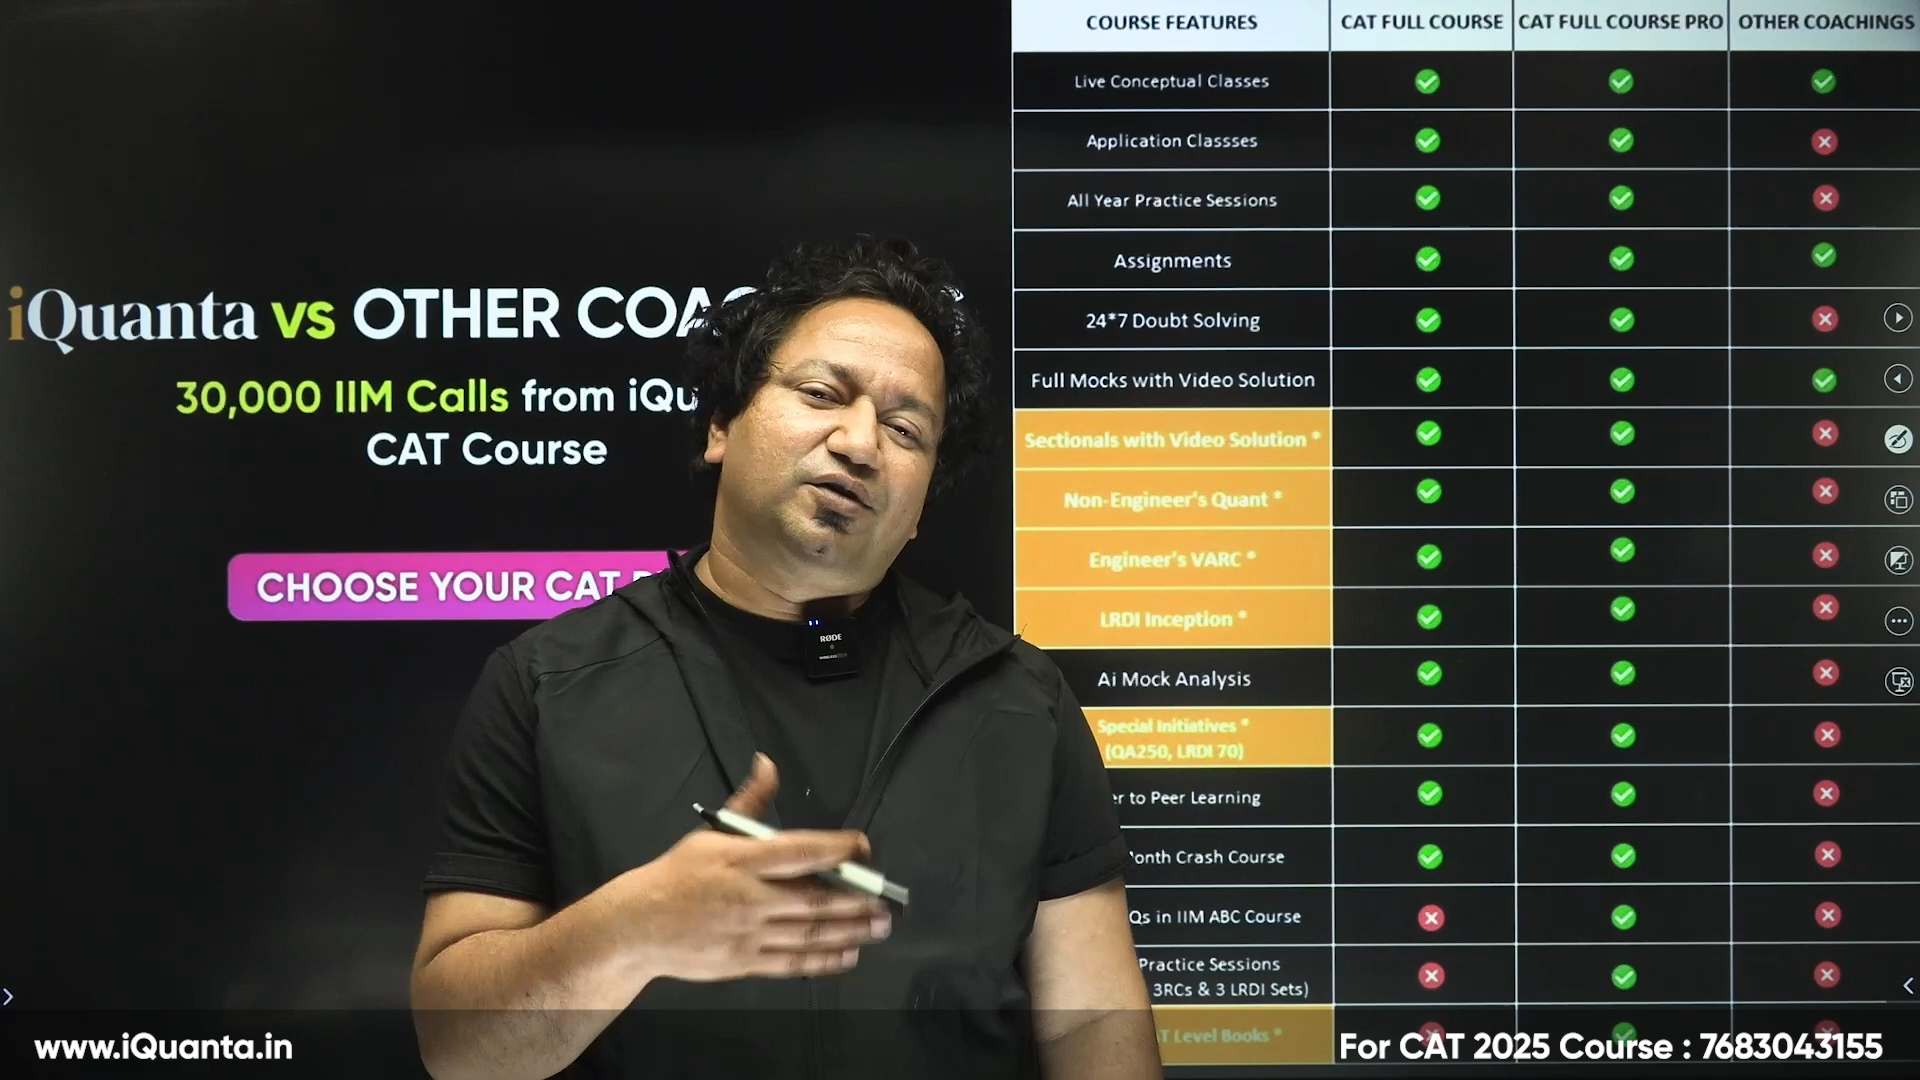 iQuanta vs OTHER
30,000 IIM Calls from
CAT Course
CHOOSE YOUR CAT
COURSE FEATURES CAT FULL COURSE CAT FULL COURSE PRO OTHER COACHINGS
Live Conceptual Classes
Application Classses
All Year Practice Sessions
Assignments
24*7 Doubt Solving
Full Mocks with Video Solution
Sectionals with Video Solution *
Non-Engineer's Quant *
Engineer's VARC *
LRDI Inception *
Ai Mock Analysis
Special Initiatives *
(QA250, LRDI 70)
to Peer Learning
Crash Course
Qs in IIM ABC Course
Practice Sessions
3RCs & 3 LRDI Sets)
Level Books *
RØDE
www.iQuanta.in
For CAT 2025 Course : 7683043155